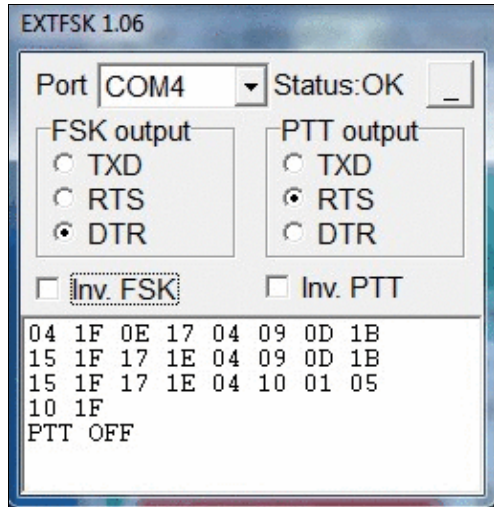 EXTFSK 1.06
Port COM4 Status:OK _
FSK output PTT output
TXD TXD
RTS RTS
DTR DTR
Inv. FSK Inv. PTT
04 1F 0E 17 04 09 0D 1B
15 1F 17 1E 04 09 0D 1B
15 1F 17 1E 04 10 01 05
10 1F
PTT OFF